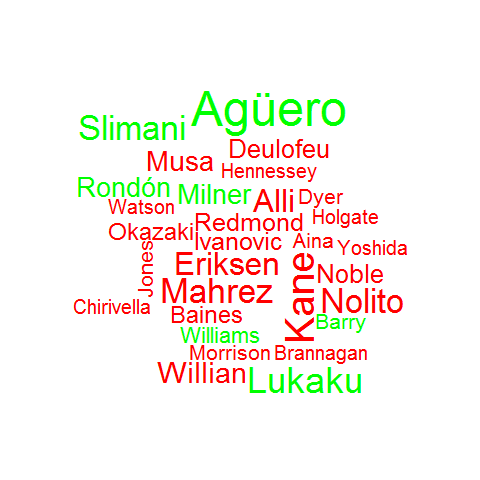 Agüero
Slimani
Deulofeu
Musa
Hennessey
Rondón
Milner
Alli
Dyer
Watson
Redmond
Holgate
Okazaki
Ivanovic
Aina
Yoshida
Jones
Eriksen
Kane
Noble
Mahrez
Nolito
Chirivella
Baines
Barry
Williams
Morrison
Brannagan
Willian
Lukaku